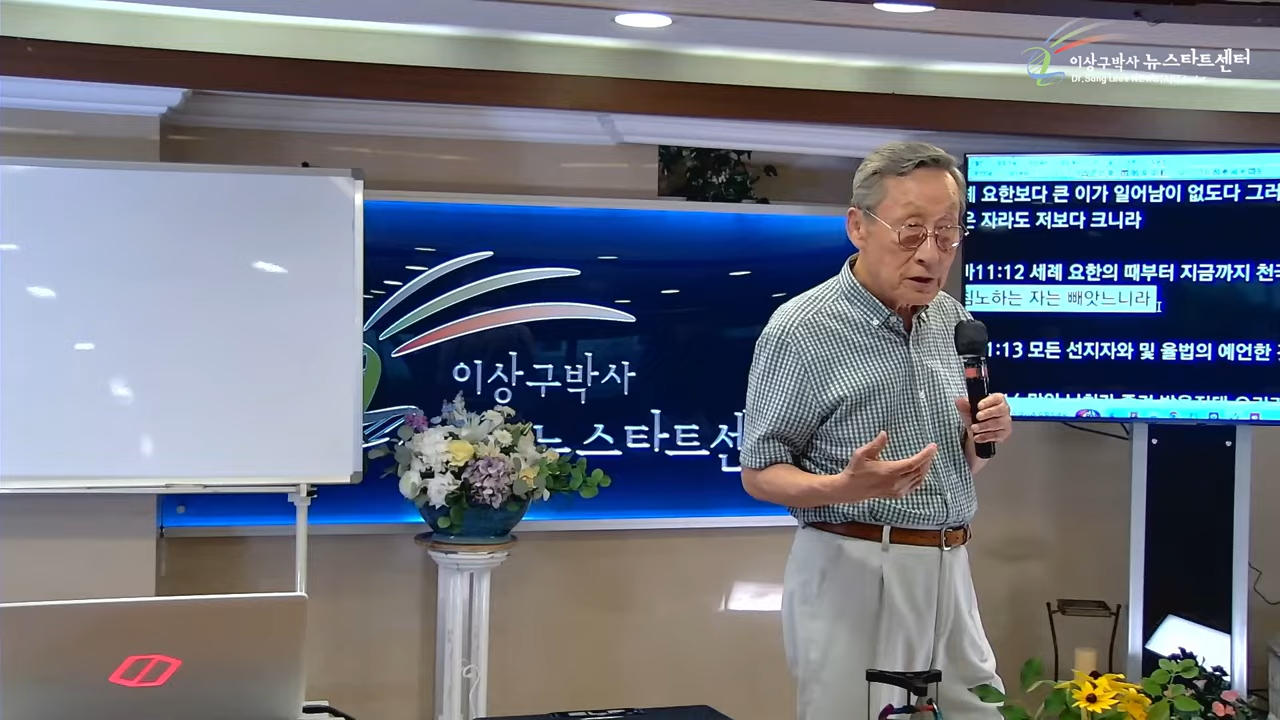 이상구박사 뉴스타트센터
레 요한보다 큰 이가 일어남이 없도다 그러
은 자라도 저보다 크니라
마11:12 세례 요한의 때부터 지금까지 천국
침노하는 자는 빼앗느니라
1:13 모든 선지자와 및 율법의 예언한
이상구박사
뉴스타트센